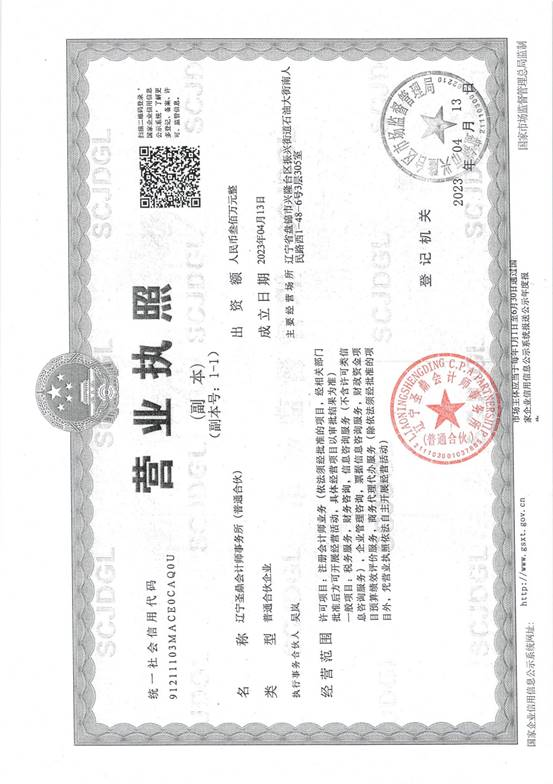 营业执照
(副 本)
(副本号: 1-1)
统一社会信用代码
91211103MACE0CAQ0U
扫描二维码登录‘
国家企业信用信息
公示系统’了解更
多登记、备案、许
可、监管信息。
名 称 辽宁圣鼎会计师事务所(普通合伙)
类 型 普通合伙企业
执行事务合伙人 吴岚
经营范围 许可项目:注册会计师业务(依法须经批准的项目,经相关部门
批准后方可开展经营活动,具体经营项目以审批结果为准)
一般项目:税务服务,财务咨询,信息咨询服务(不含许可类信
息咨询服务),企业管理咨询,票据信息咨询服务,财政资金项
目预算绩效评价服务,商务代理代办服务(除依法须经批准的项
目外,凭营业执照依法自主开展经营活动)
出 资 额 人民币叁佰万元整
成立日期 2023年04月13日
主要经营场所 辽宁省盘锦市兴隆台区振兴街道石油大街南人
民路西1-48-6号3层305室
LIAONINGSHENGDING C.P.A PARTNERSHIP
辽宁圣鼎会计师事务所
(普通合伙)
登记机关
2023 年 04 月 13 日
国家企业信用信息公示系统网址:
http://www.gsxt.gov.cn
市场主体应当于每年1月1日至6月30日通过国
家企业信用信息公示系统报送公示年度报
国家市场监督管理总局监制
SCJDGL